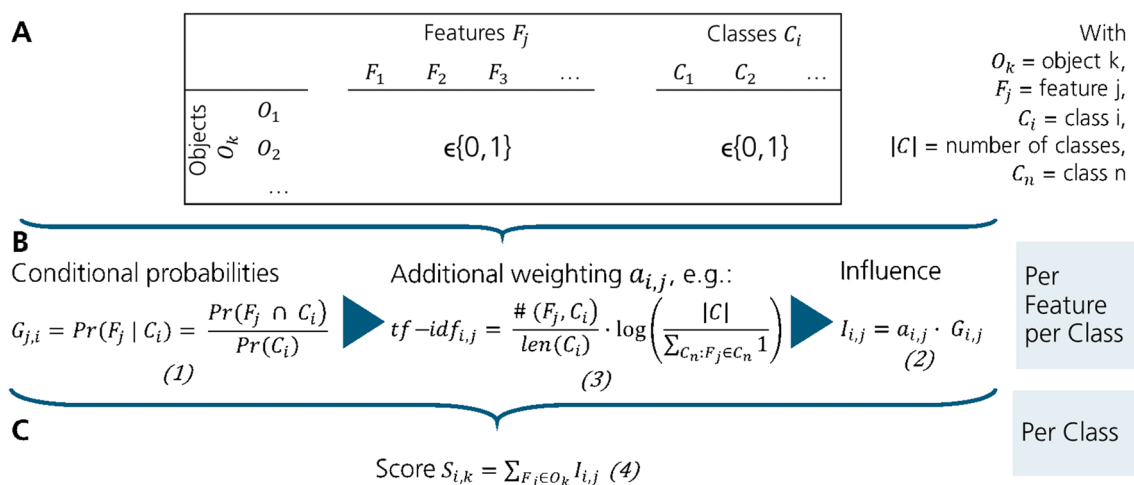 A
Features F_j Classes C_i
F_1 F_2 F_3 … C_1 C_2 …
Objects O_k
O_1
O_2
…
ϵ{0,1} ϵ{0,1}
With
O_k = object k,
F_j = feature j,
C_i = class i,
|C| = number of classes,
C_n = class n
B
Conditional probabilities
G_{j,i} = Pr(F_j | C_i) = Pr(F_j ∩ C_i) / Pr(C_i)
(1)
Additional weighting a_{i,j}, e.g.:
tf−idf_{i,j} = # (F_j, C_i) / len(C_i) · log(|C| / ∑_{C_n:F_j∈C_n} 1)
(3)
Influence
I_{i,j} = a_{i,j} · G_{i,j}
(2)
Per
Feature
per Class
C
Score S_{i,k} = ∑_{F_j∈O_k} I_{i,j} (4)
Per Class